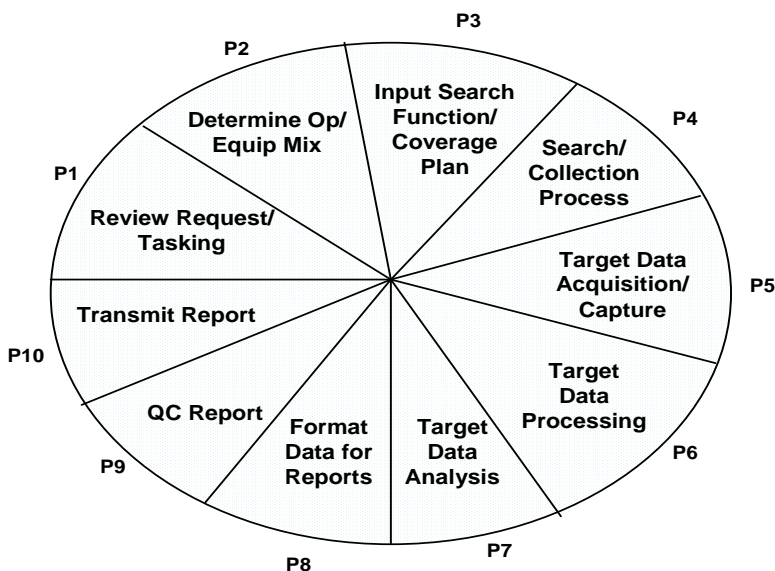 P1
Review Request/
Tasking
P2
Determine Op/
Equip Mix
P3
Input Search
Function/
Coverage
Plan
P4
Search/
Collection
Process
P5
Target Data
Acquisition/
Capture
P6
Target
Data
Processing
P7
Target
Data
Analysis
P8
Format
Data for
Reports
P9
QC Report
P10
Transmit Report